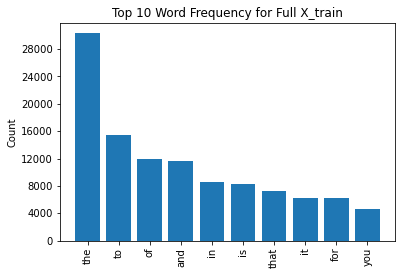 Top 10 Word Frequency for Full X_train
28000
24000
20000
16000
12000
8000
4000
0
Count
the
to
of
and
in
is
that
it
for
you